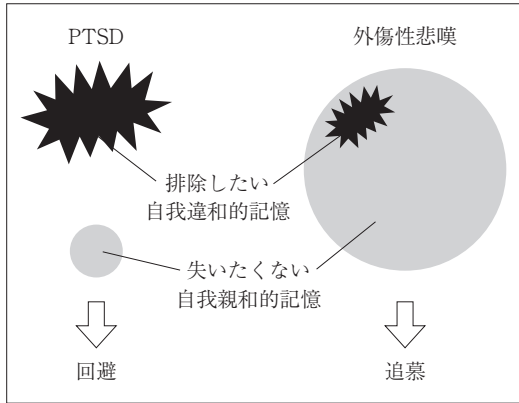 PTSD
外傷性悲嘆
排除したい
自我違和的記憶
失いたくない
自我親和的記憶
回避
追慕